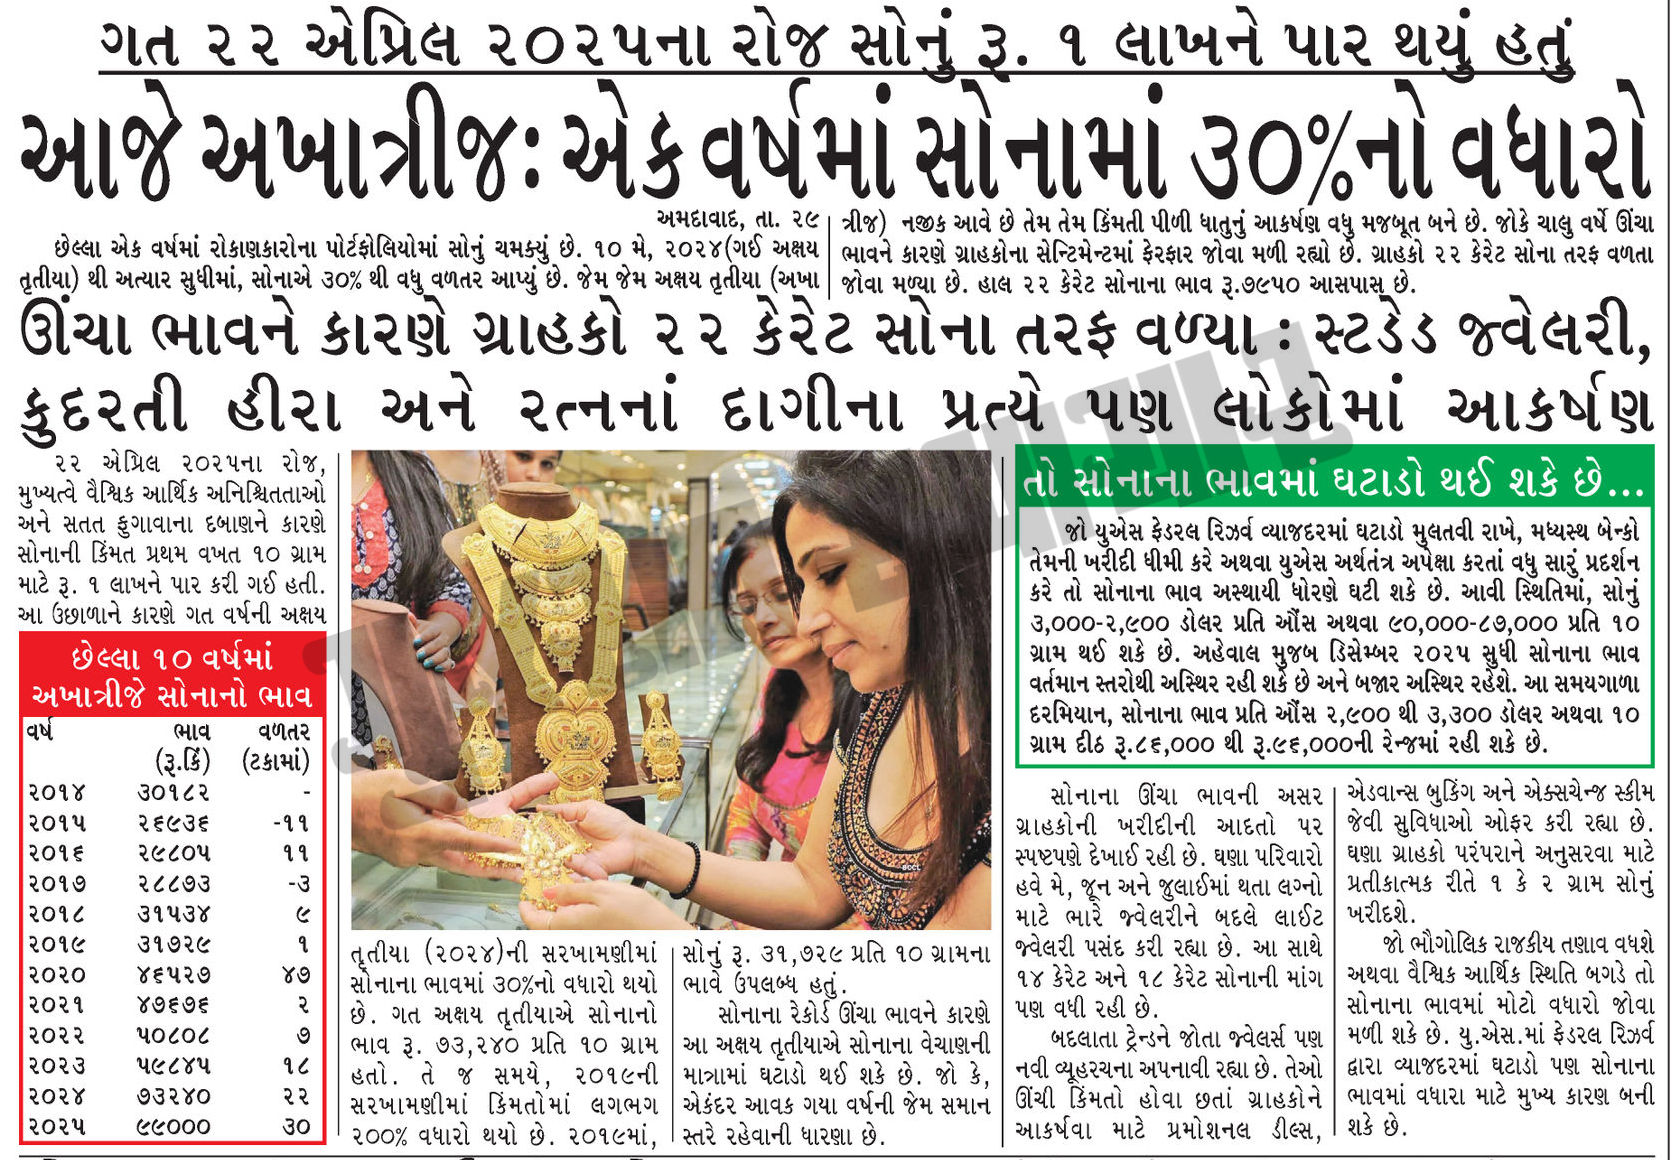 ગત ૨૨ એપ્રિલ ૨૦૨૫ના રોજ સોનું રૂ. ૧ લાખને પાર થયું હતું
આજે અખાત્રીજ: એક વર્ષમાં સોનામાં ૩૦%નો વધારો
અમદાવાદ, તા. ૨૯
છેલ્લા એક વર્ષમાં રોકાણકારોના પોર્ટફોલિયોમાં સોનું ચમક્યું છે. ૧૦ મે, ૨૦૨૪(ગઈ અક્ષય
તૃતીયા) થી અત્યાર સુધીમાં, સોનાએ ૩૦% થી વધુ વળતર આપ્યું છે. જેમ જેમ અક્ષય તૃતીયા (અખા
ત્રીજ) નજીક આવે છે તેમ તેમ કિંમતી પીળી ધાતુનું આકર્ષણ વધુ મજબૂત બને છે. જોકે ચાલુ વર્ષે ઊંચા
ભાવને કારણે ગ્રાહકોના સેન્ટિમેન્ટમાં ફેરફાર જોવા મળી રહ્યો છે. ગ્રાહકો ૨૨ કેરેટ સોના તરફ વળતા
જોવા મળ્યા છે. હાલ ૨૨ કેરેટ સોનાના ભાવ રૂ.૭૯૫૦ આસપાસ છે.
ઊંચા ભાવને કારણે ગ્રાહકો ૨૨ કેરેટ સોના તરફ વળ્યા : સ્ટડેડ જ્વેલરી,
કુદરતી હીરા અને રત્નનાં દાગીના પ્રત્યે પણ લોકોમાં આકર્ષણ
૨૨ એપ્રિલ ૨૦૨૫ના રોજ,
મુખ્યત્વે વૈશ્વિક આર્થિક અનિશ્ચિતતાઓ
અને સતત ફુગાવાના દબાણને કારણે
સોનાની કિંમત પ્રથમ વખત ૧૦ ગ્રામ
માટે રૂ. ૧ લાખને પાર કરી ગઈ હતી.
આ ઉછાળાને કારણે ગત વર્ષની અક્ષય
છેલ્લા ૧૦ વર્ષમાં
અખાત્રીજે સોનાનો ભાવ
વર્ષ ભાવ વળતર
(રૂ.કિં) (ટકામાં)
૨૦૧૪ ૩૦૧૮૨ -
૨૦૧૫ ૨૬૯૩૬ -૧૧
૨૦૧૬ ૨૯૮૦૫ ૧૧
૨૦૧૭ ૨૮૮૭૩ -૩
૨૦૧૮ ૩૧૫૩૪ ૯
૨૦૧૯ ૩૧૭૨૯ ૧
૨૦૨૦ ૪૬૫૨૭ ૪૭
૨૦૨૧ ૪૭૬૭૬ ૨
૨૦૨૨ ૫૦૮૦૮ ૭
૨૦૨૩ ૫૯૮૪૫ ૧૮
૨૦૨૪ ૭૩૨૪૦ ૨૨
૨૦૨૫ ૯૯૦૦૦ ૩૦
તૃતીયા (૨૦૨૪)ની સરખામણીમાં
સોનાના ભાવમાં ૩૦%નો વધારો થયો
છે. ગત અક્ષય તૃતીયાએ સોનાનો
ભાવ રૂ. ૭૩,૨૪૦ પ્રતિ ૧૦ ગ્રામ
હતો. તે જ સમયે, ૨૦૧૯ની
સરખામણીમાં કિંમતોમાં લગભગ
૨૦૦% વધારો થયો છે. ૨૦૧૯માં,
સોનું રૂ. ૩૧,૭૨૯ પ્રતિ ૧૦ ગ્રામના
ભાવે ઉપલબ્ધ હતું.
સોનાના રેકોર્ડ ઊંચા ભાવને કારણે
આ અક્ષય તૃતીયાએ સોનાના વેચાણની
માત્રામાં ઘટાડો થઈ શકે છે. જો કે,
એકંદર આવક ગયા વર્ષની જેમ સમાન
સ્તરે રહેવાની ધારણા છે.
તો સોનાના ભાવમાં ઘટાડો થઈ શકે છે...
જો યુએસ ફેડરલ રિઝર્વ વ્યાજદરમાં ઘટાડો મુલતવી રાખે, મધ્યસ્થ બેન્કો
તેમની ખરીદી ધીમી કરે અથવા યુએસ અર્થતંત્ર અપેક્ષા કરતાં વધુ સારું પ્રદર્શન
કરે તો સોનાના ભાવ અસ્થાયી ધોરણે ઘટી શકે છે. આવી સ્થિતિમાં, સોનું
૩,૦૦૦-૨,૯૦૦ ડોલર પ્રતિ ઔંસ અથવા ૯૦,૦૦૦-૮૭,૦૦૦ પ્રતિ ૧૦
ગ્રામ થઈ શકે છે. અહેવાલ મુજબ ડિસેમ્બર ૨૦૨૫ સુધી સોનાના ભાવ
વર્તમાન સ્તરોથી અસ્થિર રહી શકે છે અને બજાર અસ્થિર રહેશે. આ સમયગાળા
દરમિયાન, સોનાના ભાવ પ્રતિ ઔંસ ૨,૯૦૦ થી ૩,૩૦૦ ડોલર અથવા ૧૦
ગ્રામ દીઠ રૂ.૮૬,૦૦૦ થી રૂ.૯૬,૦૦૦ની રેન્જમાં રહી શકે છે.
સોનાના ઊંચા ભાવની અસર
ગ્રાહકોની ખરીદીની આદતો પર
સ્પષ્ટપણે દેખાઈ રહી છે. ઘણા પરિવારો
હવે મે, જૂન અને જુલાઈમાં થતા લગ્નો
માટે ભારે જ્વેલરીને બદલે લાઈટ
જ્વેલરી પસંદ કરી રહ્યા છે. આ સાથે
૧૪ કેરેટ અને ૧૮ કેરેટ સોનાની માંગ
પણ વધી રહી છે.
બદલાતા ટ્રેન્ડને જોતા જ્વેલર્સ પણ
નવી વ્યૂહરચના અપનાવી રહ્યા છે. તેઓ
ઊંચી કિંમતો હોવા છતાં ગ્રાહકોને
આકર્ષવા માટે પ્રમોશનલ ડીલ્સ,
એડવાન્સ બુકિંગ અને એક્સચેન્જ સ્કીમ
જેવી સુવિધાઓ ઓફર કરી રહ્યા છે.
ઘણા ગ્રાહકો પરંપરાને અનુસરવા માટે
પ્રતીકાત્મક રીતે ૧ કે ૨ ગ્રામ સોનું
ખરીદશે.
જો ભૌગોલિક રાજકીય તણાવ વધશે
અથવા વૈશ્વિક આર્થિક સ્થિતિ બગડે તો
સોનાના ભાવમાં મોટો વધારો જોવા
મળી શકે છે. યુ.એસ.માં ફેડરલ રિઝર્વ
દ્વારા વ્યાજદરમાં ઘટાડો પણ સોનાના
ભાવમાં વધારા માટે મુખ્ય કારણ બની
શકે છે.